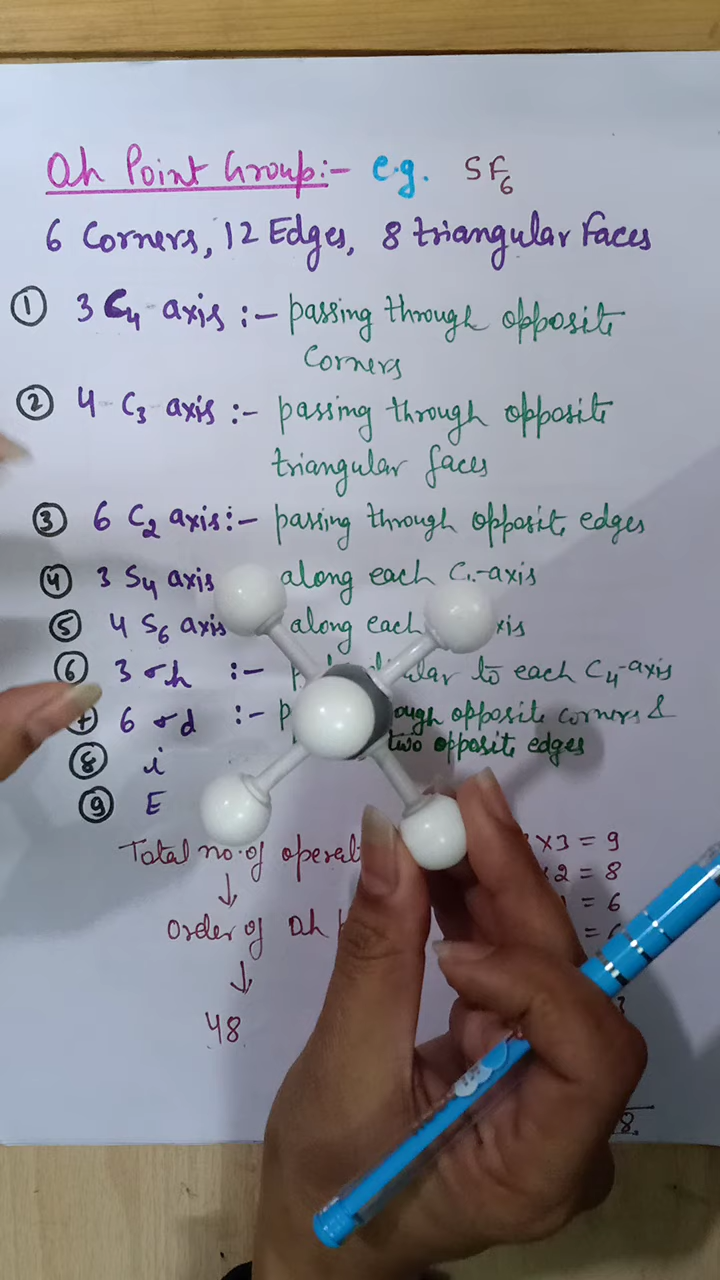 Oh Point Group:- e.g. SF6
6 Corners, 12 Edges, 8 triangular faces
① 3 C4 axis :- passing through opposite
Corners
② 4 C3 axis :- passing through opposite
triangular faces
③ 6 C2 axis:- passing through opposite edges
④ 3 S4 axis along each -axis
⑤ 4 S6 axis along each
⑥ 3 σh :- to each C4-axis
⑦ 6 σd :- opposite corners &
two opposite edges
⑧ i
⑨ E
Total no. of ×3 = 9
2 = 8
= 6
Order of Oh
48